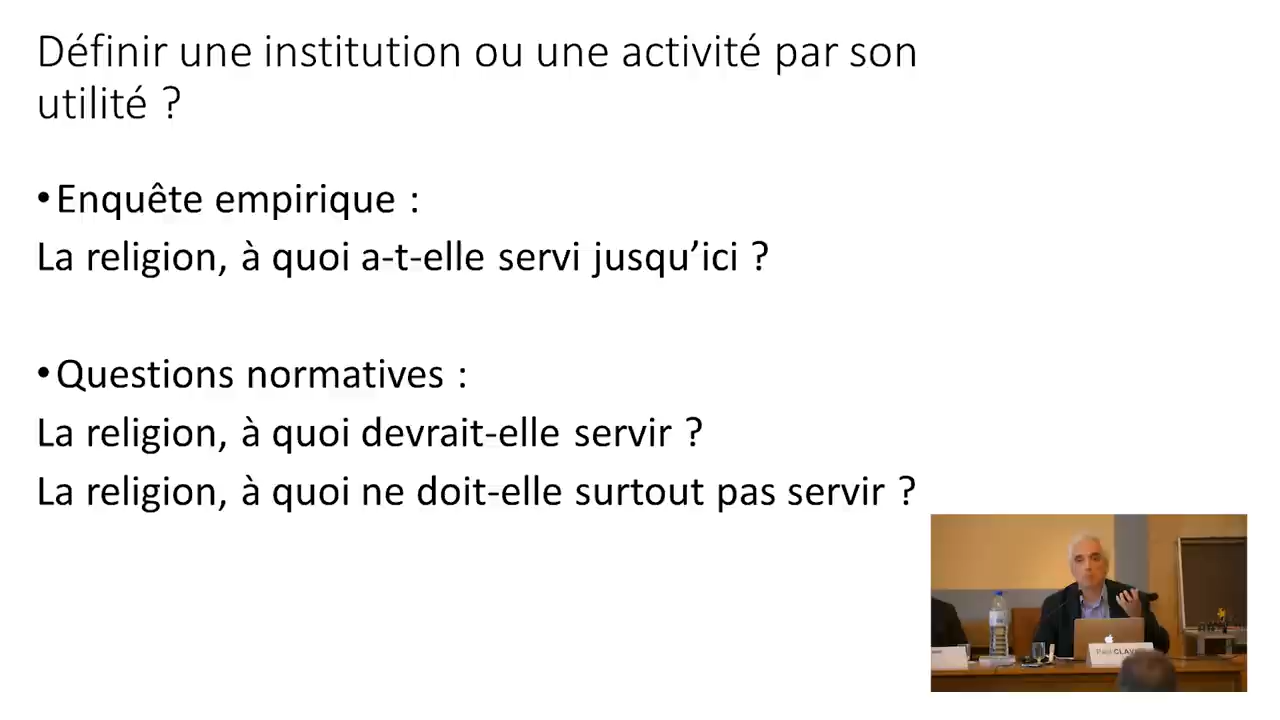 Définir une institution ou une activité par son
utilité ?
•Enquête empirique :
La religion, à quoi a-t-elle servi jusqu’ici ?
•Questions normatives :
La religion, à quoi devrait-elle servir ?
La religion, à quoi ne doit-elle surtout pas servir ?
Paul